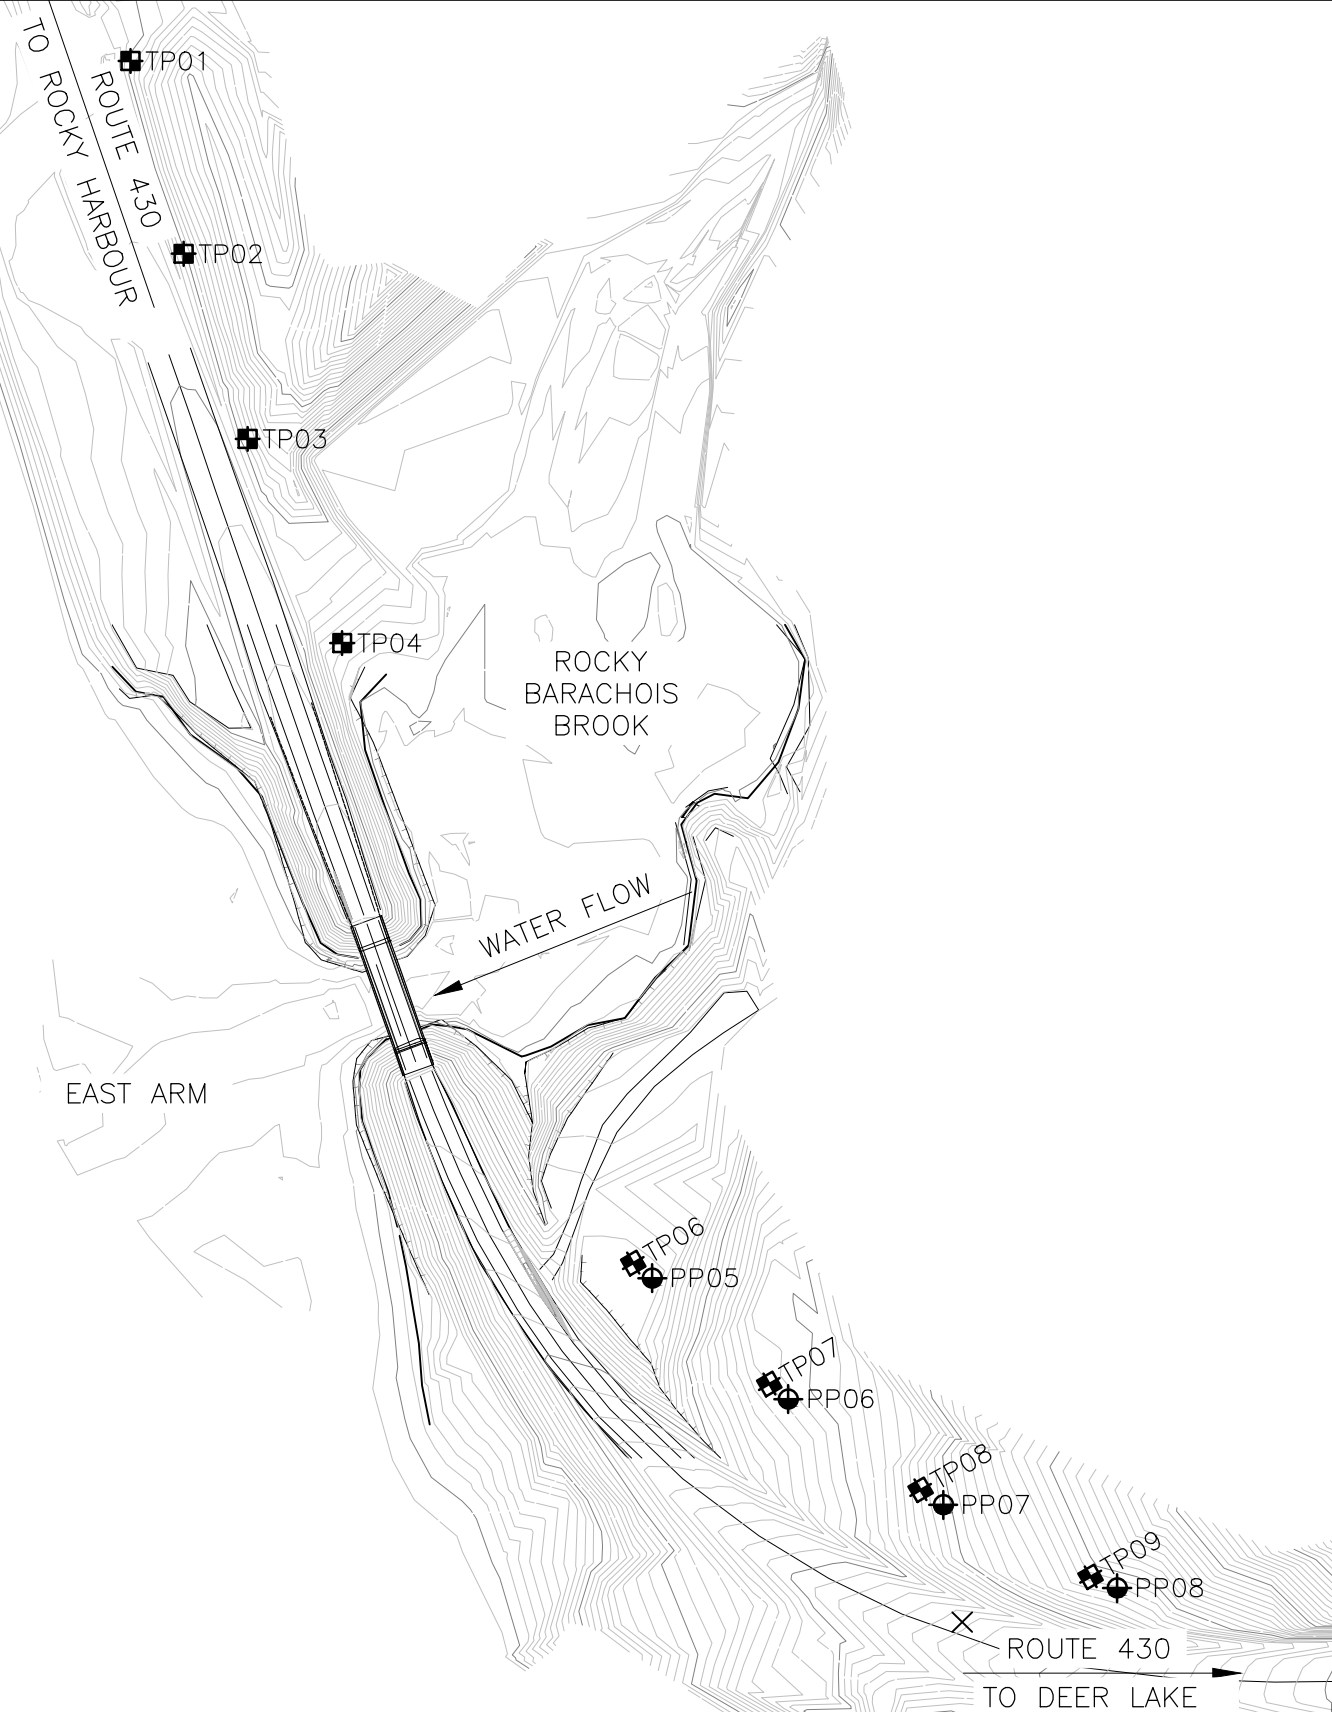 TP01
ROUTE 430
TO ROCKY HARBOUR
TP02
TP03
TP04
ROCKY
BARACHOIS
BROOK
WATER FLOW
EAST ARM
TP06
PP05
TP07
PP06
TP08
PP07
TP09
PP08
ROUTE 430
TO DEER LAKE